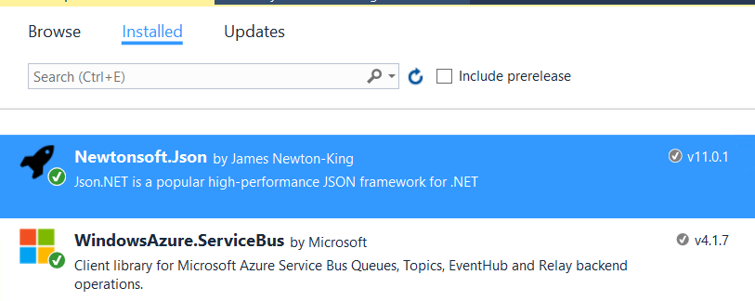 Browse Installed Updates
Search (Ctrl+E) Include prerelease
Newtonsoft.Json by James Newton-King v11.0.1
Json.NET is a popular high-performance JSON framework for .NET
WindowsAzure.ServiceBus by Microsoft v4.1.7
Client library for Microsoft Azure Service Bus Queues, Topics, EventHub and Relay backend
operations.